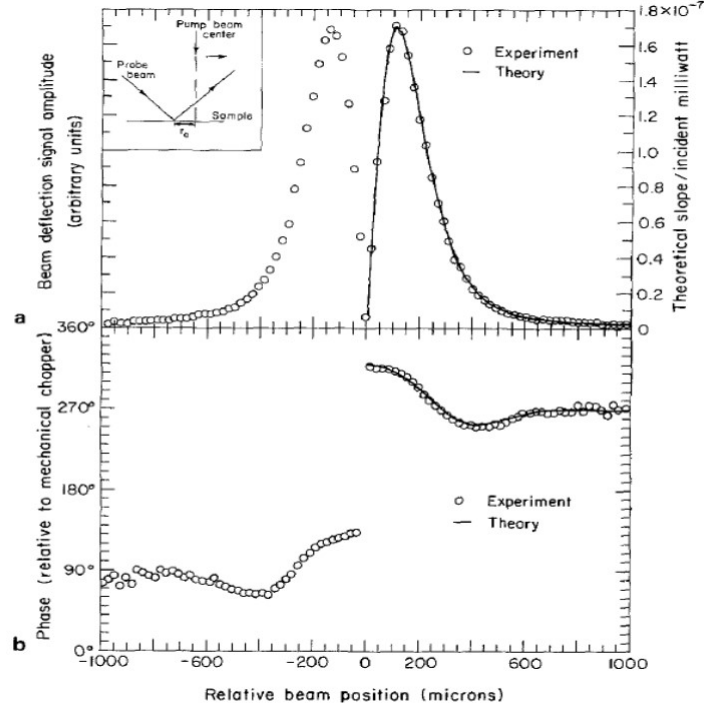 Beam deflection signal amplitude
(arbitrary units)
Pump beam
center
Probe
beam
Sample
r₀
Experiment
Theory
1.8×10⁻⁷
1.6
1.4
1.2
1.0
0.8
0.6
0.4
0.2
0
Theoretical slope/incident milliwatt
a
360°
270°
180°
90°
0°
Phase (relative to mechanical chopper)
Experiment
Theory
b
-1000
-600
-200
0
200
600
1000
Relative beam position (microns)